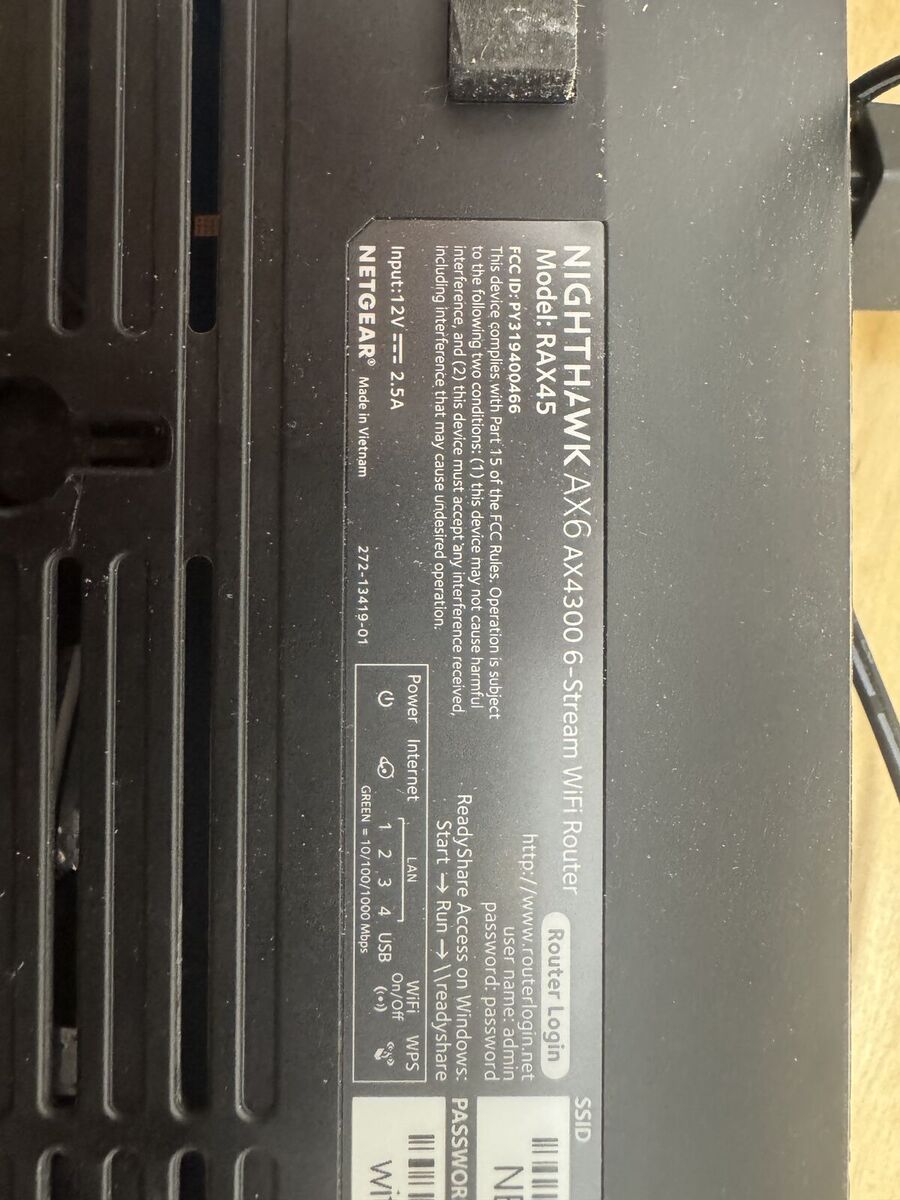 NIGHTHAWK AX6 AX4300 6-Stream WiFi Router
Model: RAX45
FCC ID: PY319400466
This device complies with Part 15 of the FCC Rules. Operation is subject
to the following two conditions: (1) this device may not cause harmful
interference, and (2) this device must accept any interference received,
including interference that may cause undesired operation.
Input:12V ⎓ 2.5A
NETGEAR® Made in Vietnam
272-13419-01
Router Login
http://www.routerlogin.net
user name: admin
password: password
ReadyShare Access on Windows:
Start → Run → \\readyshare
Power Internet LAN WiFi On/Off WPS
1 2 3 4 USB
GREEN = 10/100/1000 Mbps
SSID
NE
PASSWOR
Wi